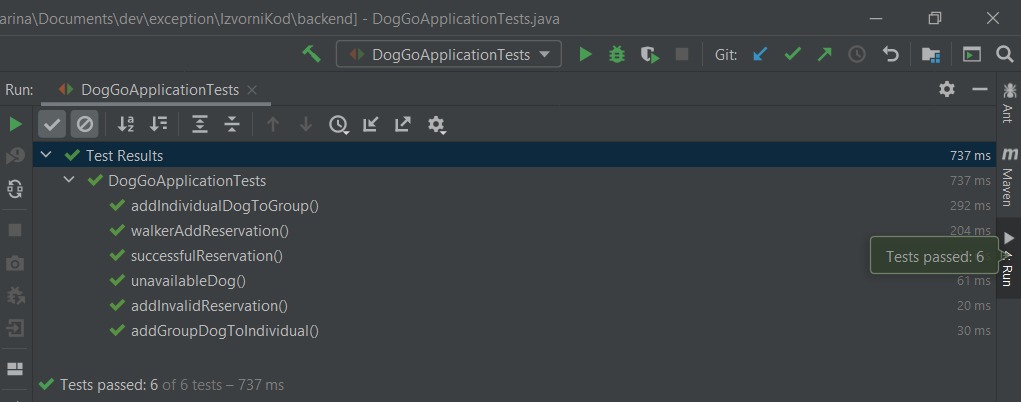 arina\Documents\dev\exception\IzvorniKod\backend] - DogGoApplicationTests.java
DogGoApplicationTests
Git:
Run: DogGoApplicationTests
Test Results 737 ms
DogGoApplicationTests 737 ms
addIndividualDogToGroup() 292 ms
walkerAddReservation() 204 ms
successfulReservation()
unavailableDog() 61 ms
addInvalidReservation() 20 ms
addGroupDogToIndividual() 30 ms
Tests passed: 6
Tests passed: 6 of 6 tests – 737 ms
Ant
m Maven
Run